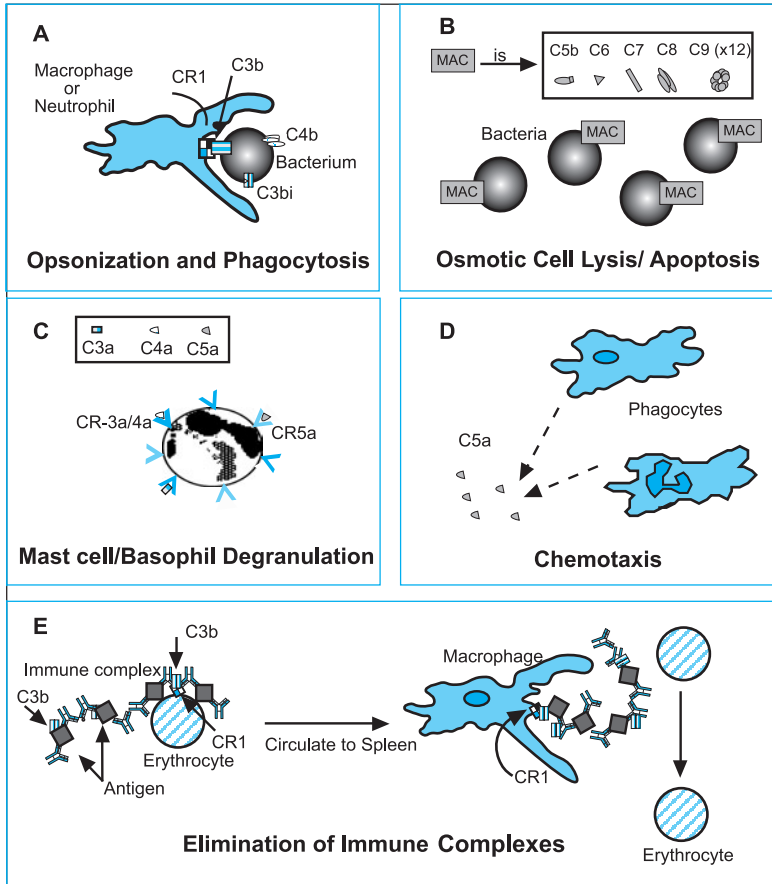 A
Macrophage
or
Neutrophil
CR1
C3b
C4b
Bacterium
C3bi
Opsonization and Phagocytosis
B
MAC
is
C5b C6 C7 C8 C9 (x12)
Bacteria
MAC
MAC
MAC
MAC
Osmotic Cell Lysis/ Apoptosis
C
C3a C4a C5a
CR-3a/4a
CR5a
Mast cell/Basophil Degranulation
D
Phagocytes
C5a
Chemotaxis
E
C3b
Immune complex
C3b
CR1
Erythrocyte
Antigen
Circulate to Spleen
Macrophage
CR1
Erythrocyte
Elimination of Immune Complexes